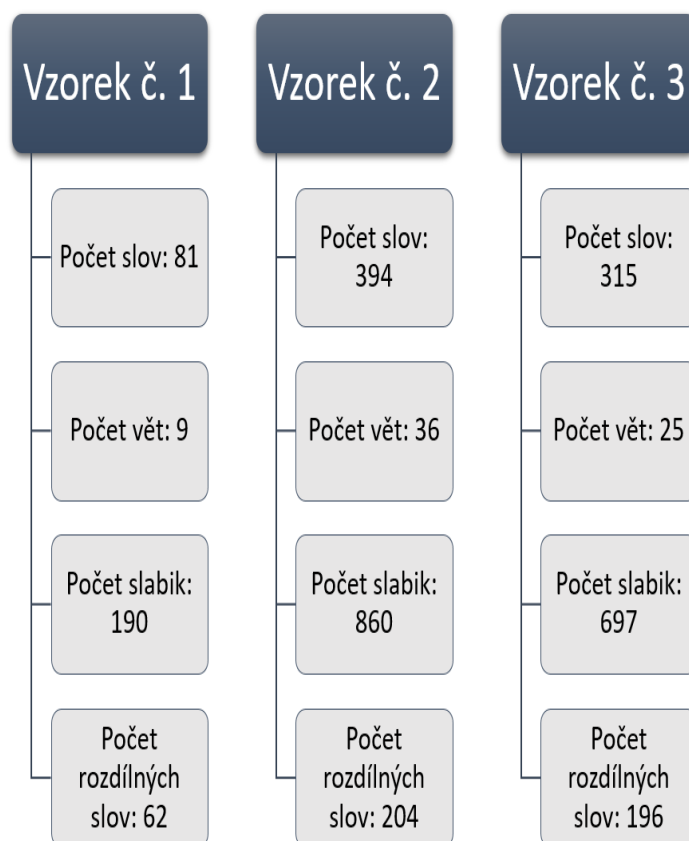 Vzorek č. 1
Počet slov: 81
Počet vět: 9
Počet slabik:
190
Počet
rozdílných
slov: 62
Vzorek č. 2
Počet slov:
394
Počet vět: 36
Počet slabik:
860
Počet
rozdílných
slov: 204
Vzorek č. 3
Počet slov:
315
Počet vět: 25
Počet slabik:
697
Počet
rozdílných
slov: 196